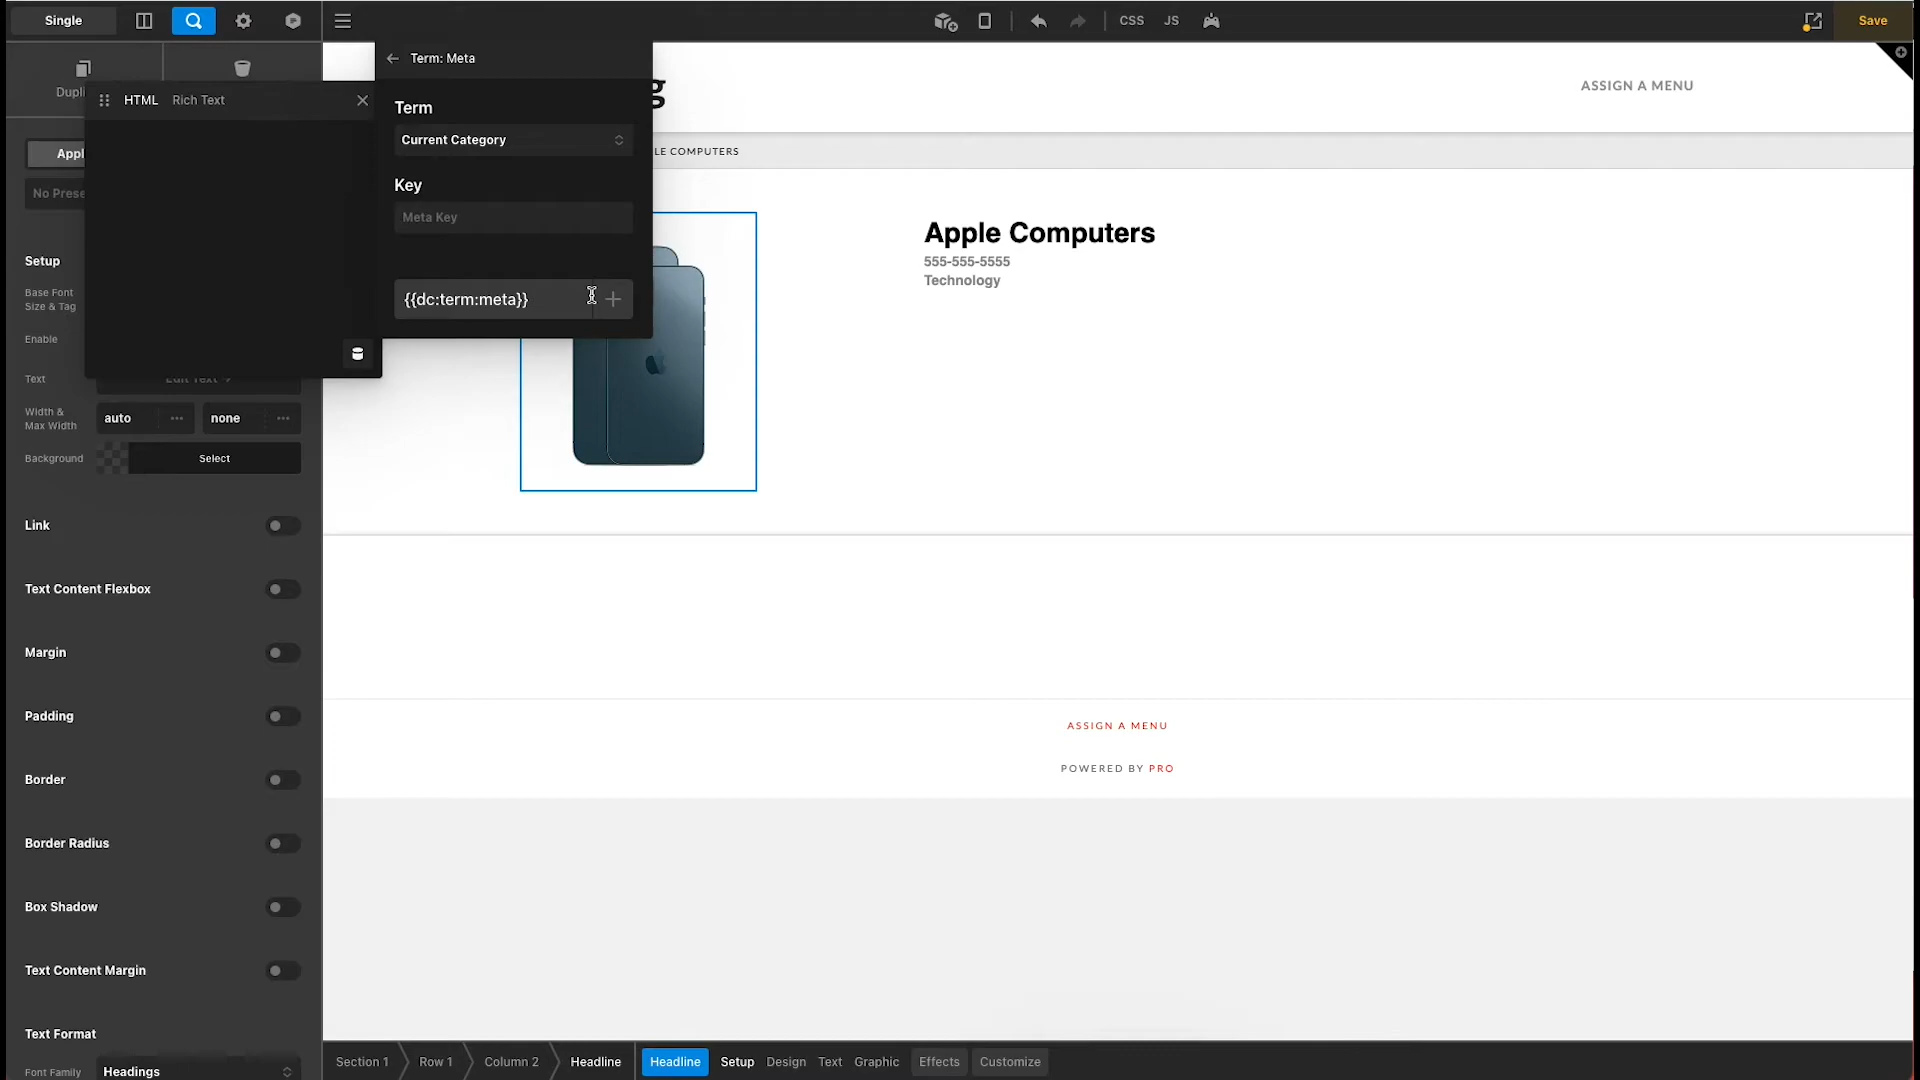 Single
CSS
JS
Save
Dupli
HTML
Rich Text
Appl
No Prese
Setup
Base Font
Size & Tag
Enable
Text
Edit Text
Width &
Max Width
auto
none
Background
Select
Link
Text Content Flexbox
Margin
Padding
Border
Border Radius
Box Shadow
Text Content Margin
Text Format
Font Family
Headings
Term: Meta
Term
Current Category
Key
Meta Key
{{dc:term:meta}}
g
ASSIGN A MENU
LE COMPUTERS
Apple Computers
555-555-5555
Technology
ASSIGN A MENU
POWERED BY PRO
Section 1
Row 1
Column 2
Headline
Headline
Setup
Design
Text
Graphic
Effects
Customize